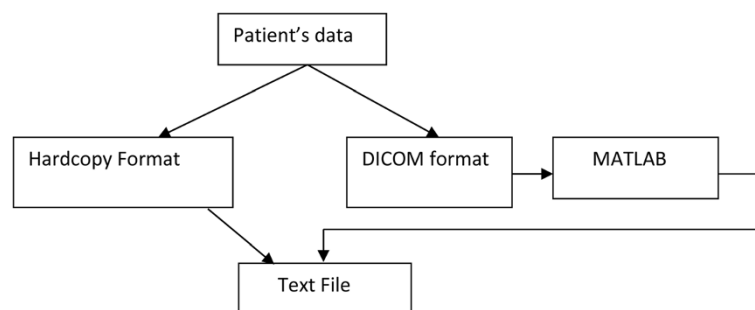 Patient’s data
Hardcopy Format
DICOM format
MATLAB
Text File